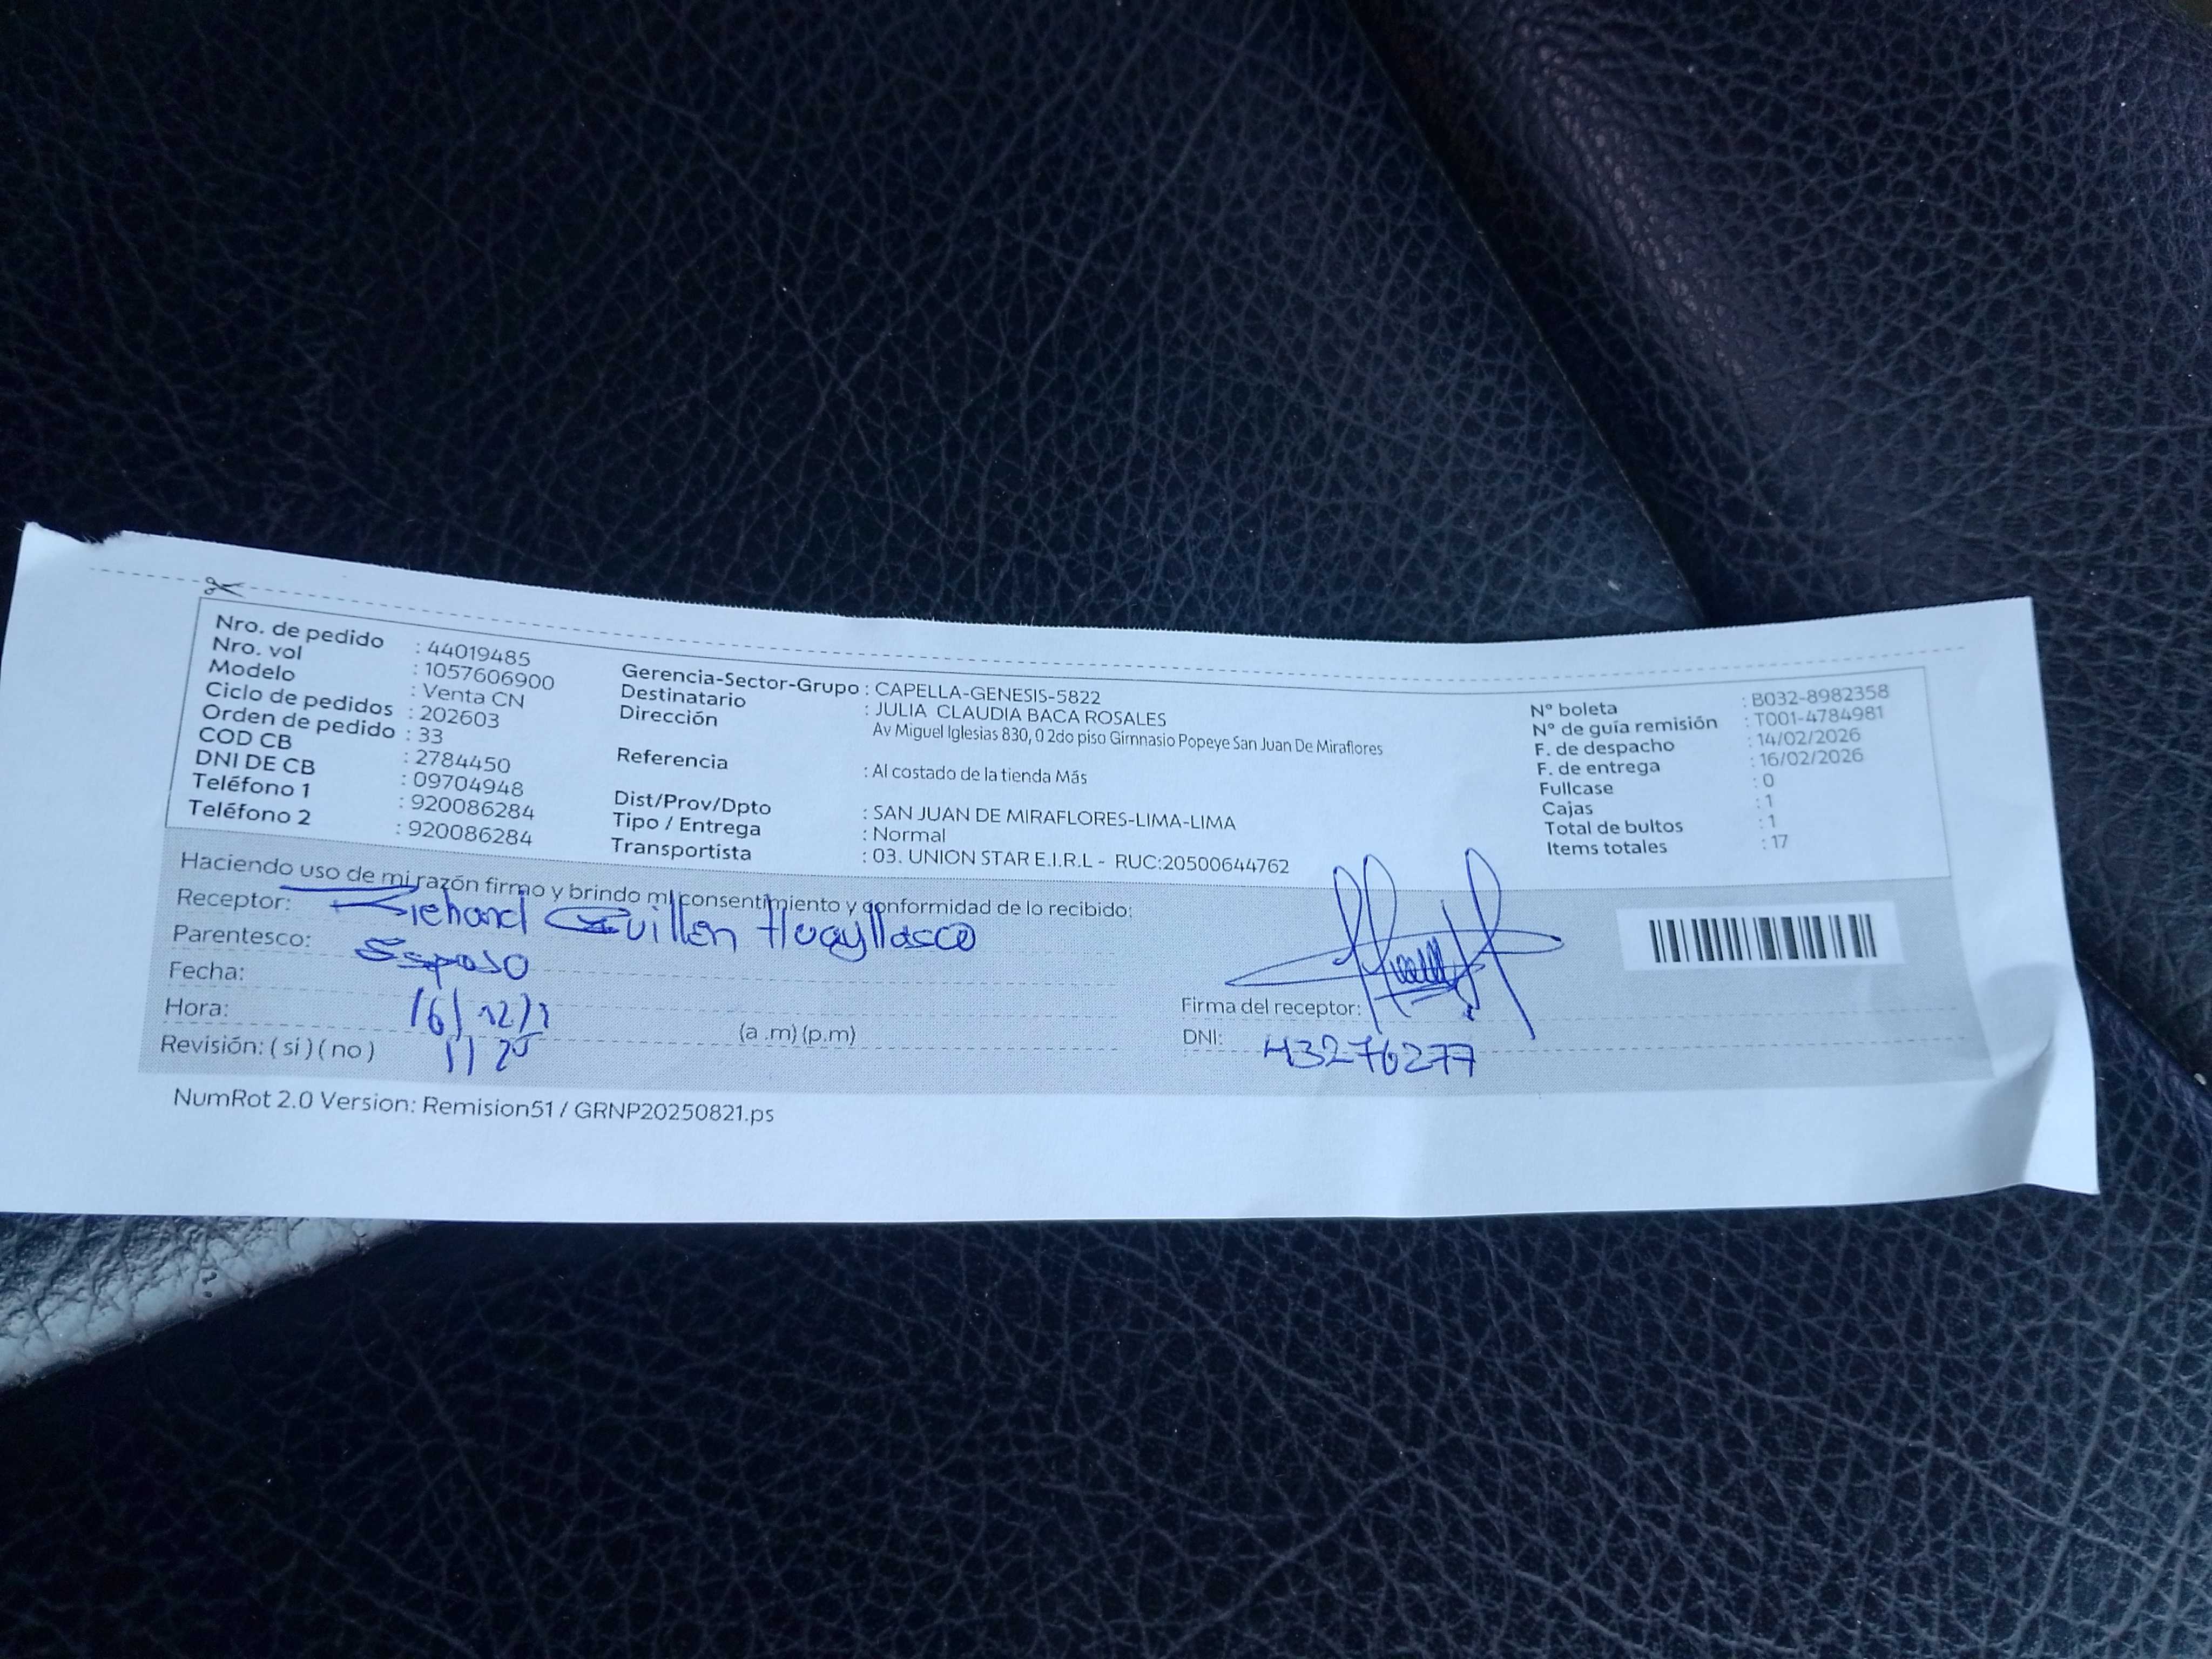 Nro. de pedido : 44019485
Nro. vol : 1057606900
Modelo : Venta CN
Ciclo de pedidos : 202603
Orden de pedido : 33
COD CB : 2784450
DNI DE CB : 09704948
Teléfono 1 : 920086284
Teléfono 2 : 920086284
Gerencia-Sector-Grupo : CAPELLA-GENESIS-5822
Destinatario : JULIA CLAUDIA BACA ROSALES
Dirección Av Miguel Iglesias 830, 0 2do piso Gimnasio Popeye San Juan De Miraflores
Referencia : Al costado de la tienda Más
Dist/Prov/Dpto : SAN JUAN DE MIRAFLORES-LIMA-LIMA
Tipo / Entrega : Normal
Transportista : 03. UNION STAR E.I.R.L - RUC:20500644762
N° boleta : B032-8982358
N° de guía remisión : T001-4784981
F. de despacho : 14/02/2026
F. de entrega : 16/02/2026
Fullcase : 0
Cajas : 1
Total de bultos : 1
Items totales : 17
Haciendo uso de mi razón firmo y brindo mi consentimiento y conformidad de lo recibido:
Receptor: Richard Guillen Huayllasco
Parentesco: Esposo
Fecha: 16/
Hora: 11 20 (a .m) (p.m)
Revisión: ( si ) ( no )
Firma del receptor:
DNI: 43276277
NumRot 2.0 Version: Remision51 / GRNP20250821.ps